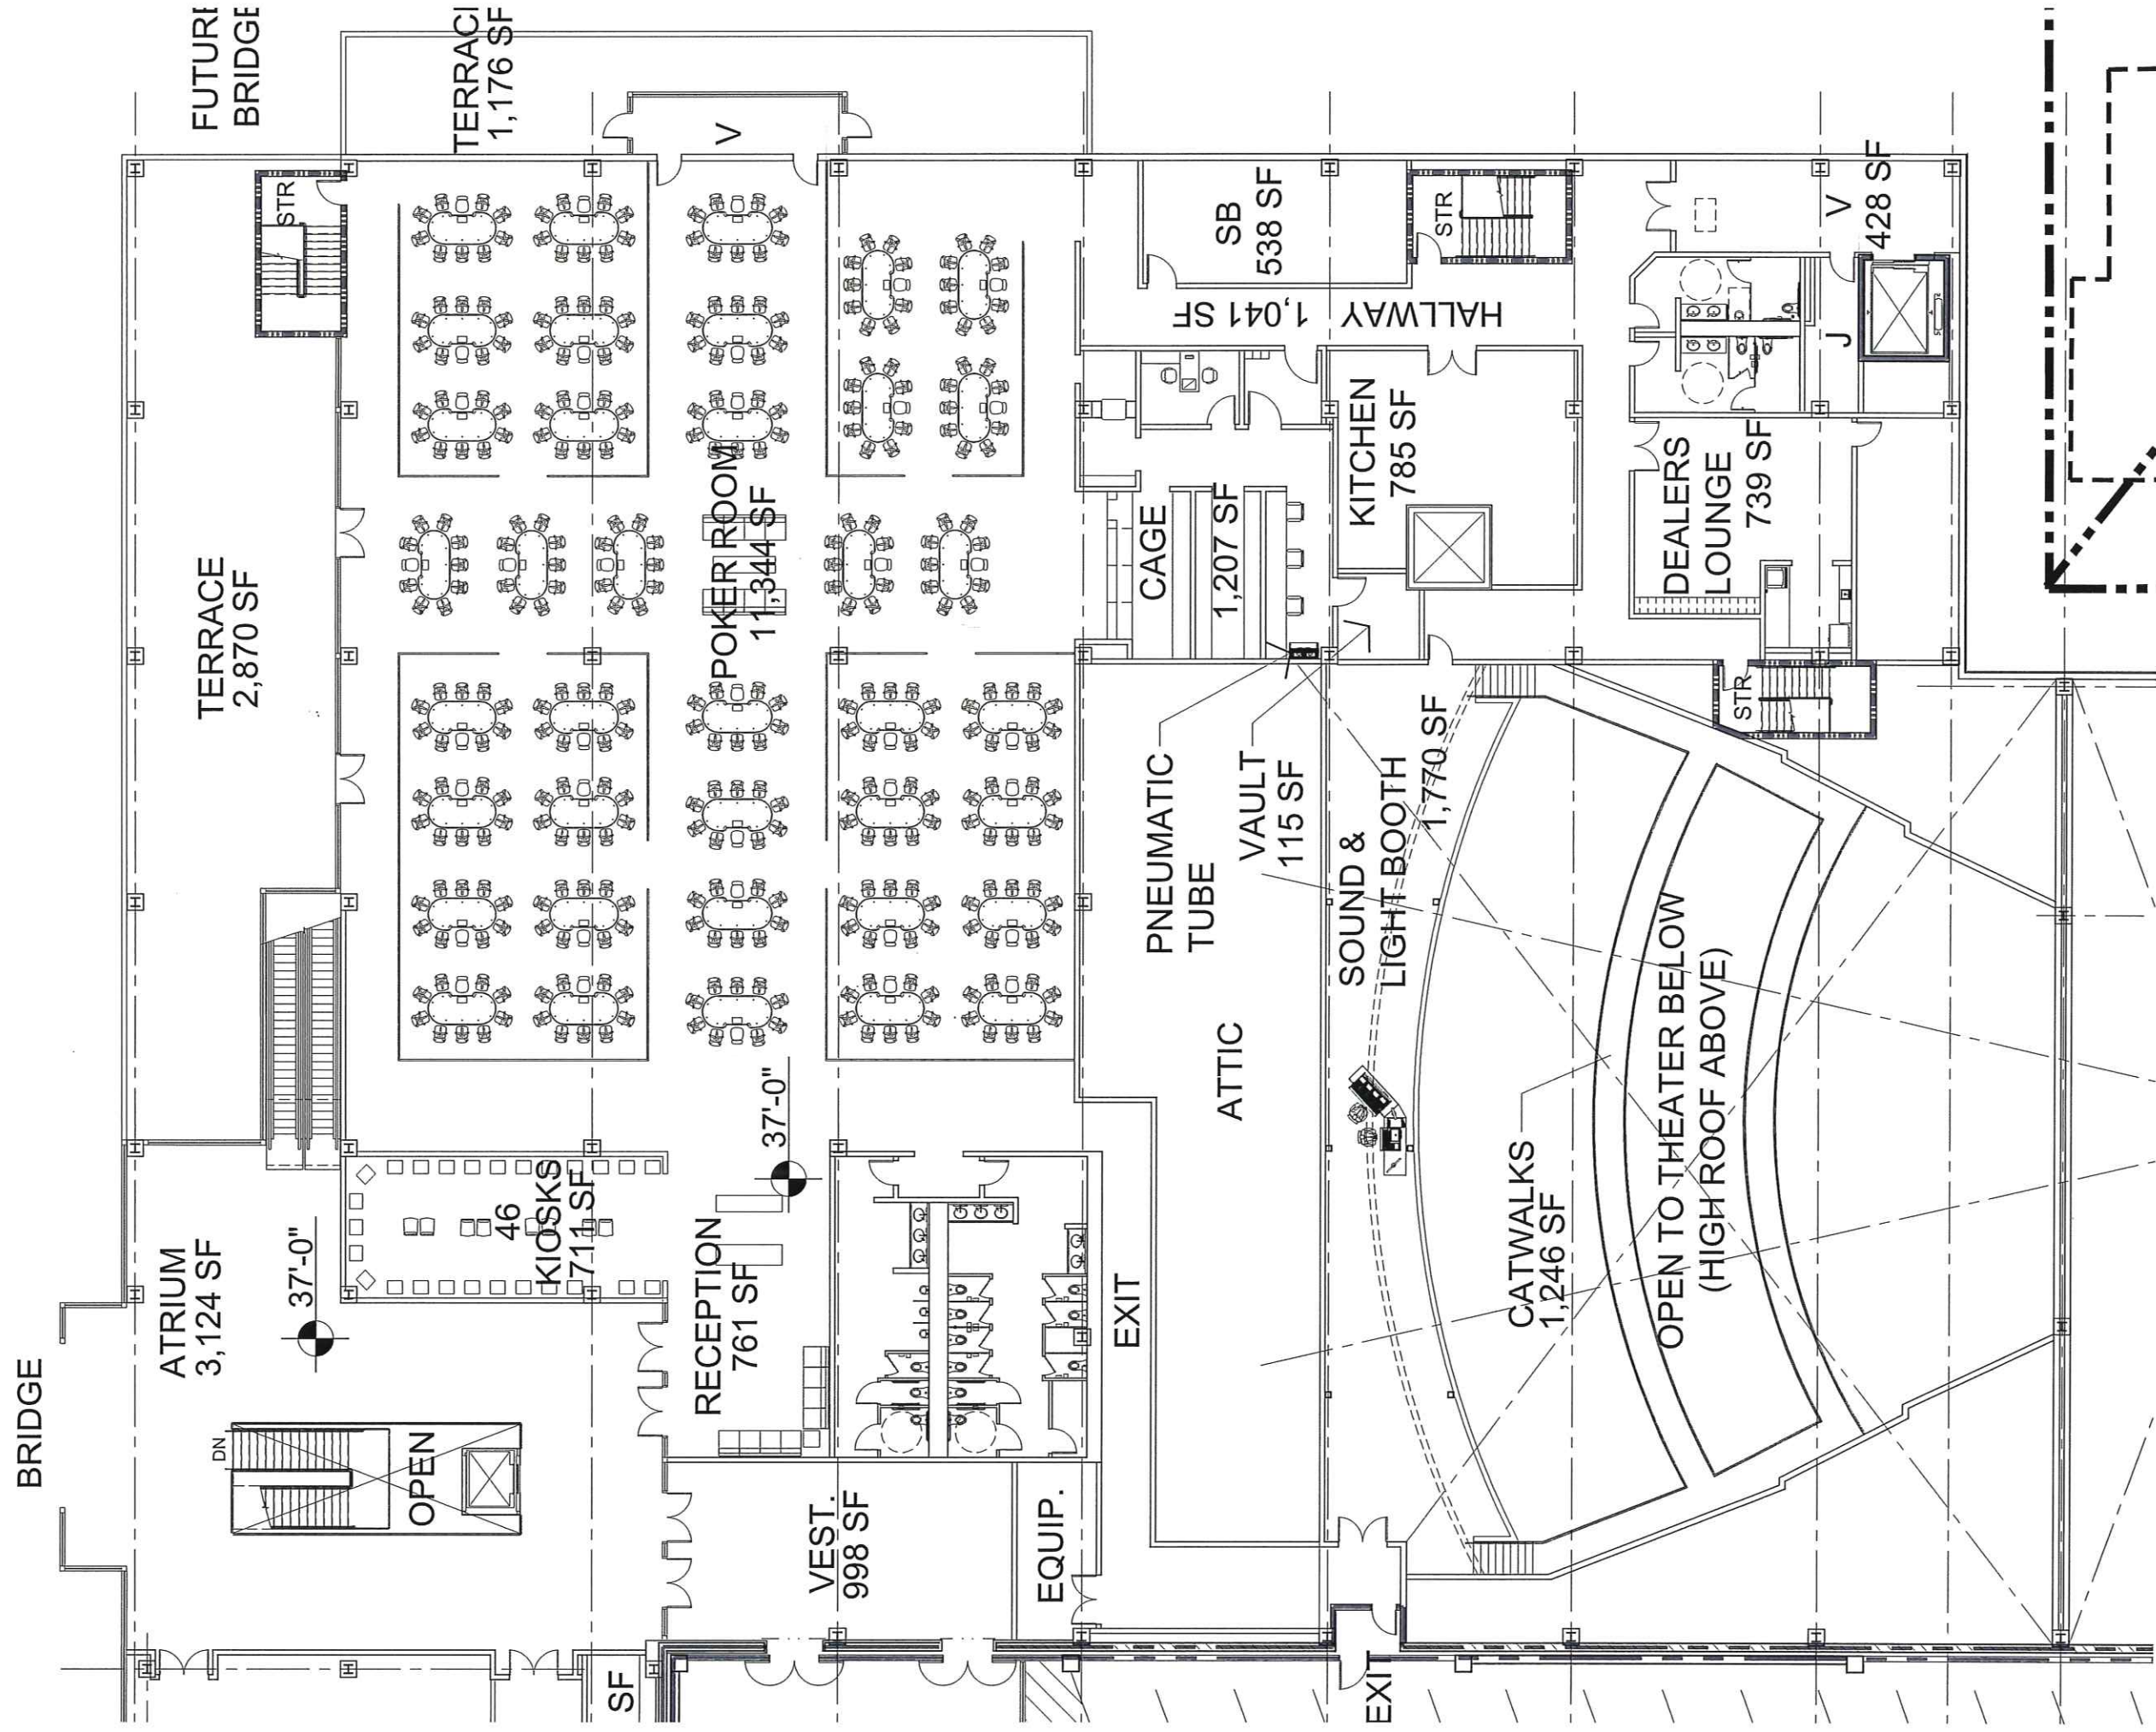 FUTURE
BRIDGE
TERRACE
1,176 SF
V
STR
SB
538 SF
STR
V
428 SF
HALLWAY 1,041 SF
J
TERRACE
2,870 SF
POKER ROOM
11,344 SF
CAGE
1,207 SF
KITCHEN
785 SF
DEALERS
LOUNGE
739 SF
STR
PNEUMATIC
TUBE
VAULT
115 SF
SOUND &
LIGHT BOOTH
1,770 SF
ATTIC
OPEN TO THEATER BELOW
(HIGH ROOF ABOVE)
CATWALKS
1,246 SF
37'-0"
46
KIOSKS
711 SF
ATRIUM
3,124 SF
37'-0"
RECEPTION
761 SF
EXIT
BRIDGE
DN
OPEN
VEST.
998 SF
EQUIP.
SF
EXIT